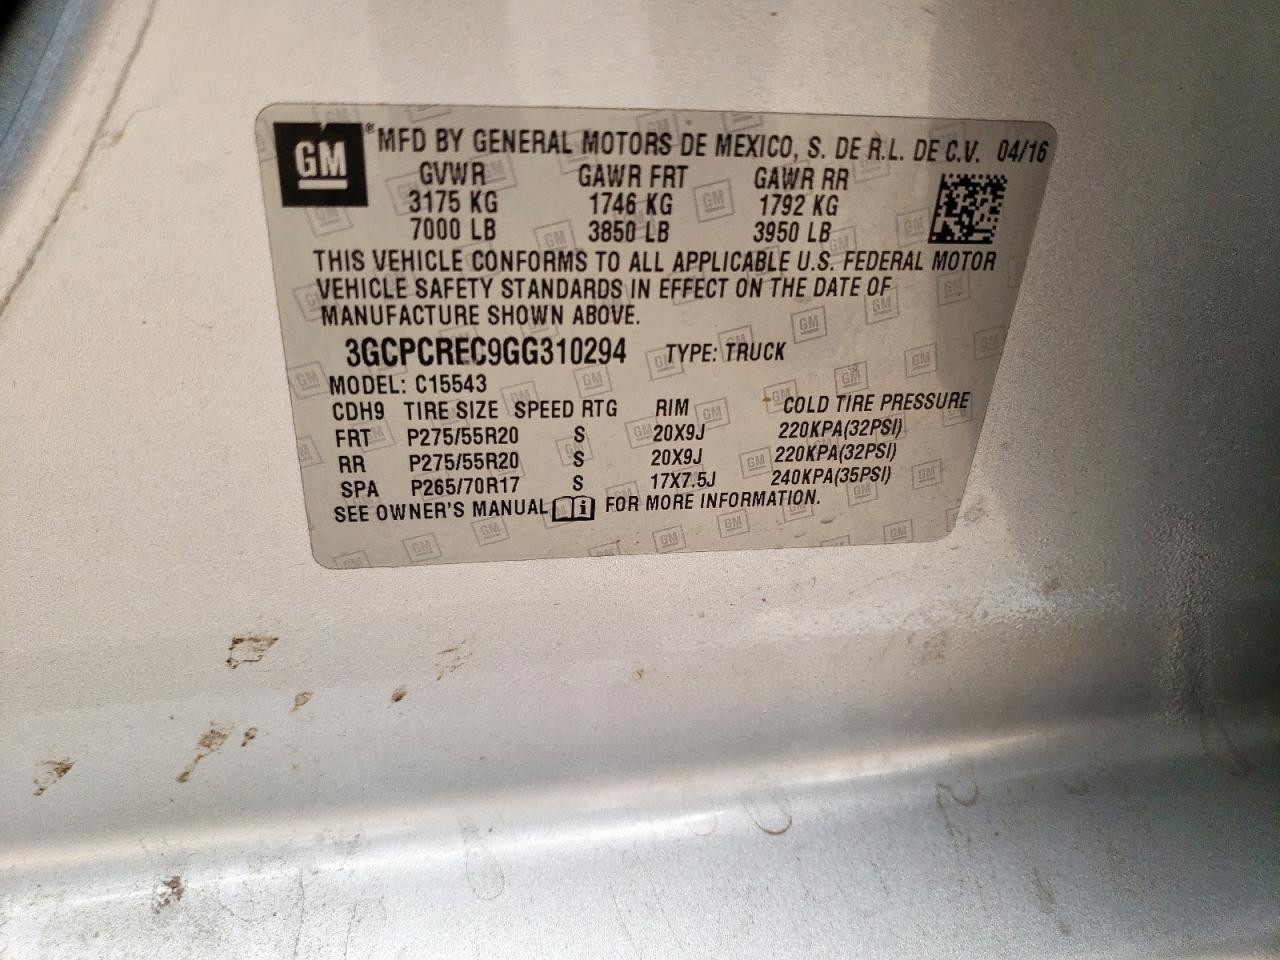 GM ® MFD BY GENERAL MOTORS DE MEXICO, S. DE R.L. DE C.V. 04/16
GVWR GAWR FRT GAWR RR
3175 KG 1746 KG 1792 KG
7000 LB 3850 LB 3950 LB
THIS VEHICLE CONFORMS TO ALL APPLICABLE U.S. FEDERAL MOTOR
VEHICLE SAFETY STANDARDS IN EFFECT ON THE DATE OF
MANUFACTURE SHOWN ABOVE.
3GCPCREC9GG310294 TYPE: TRUCK
MODEL: C15543
CDH9 TIRE SIZE SPEED RTG RIM COLD TIRE PRESSURE
FRT P275/55R20 S 20X9J 220KPA(32PSI)
RR P275/55R20 S 20X9J 220KPA(32PSI)
SPA P265/70R17 S 17X7.5J 240KPA(35PSI)
SEE OWNER'S MANUAL i FOR MORE INFORMATION.